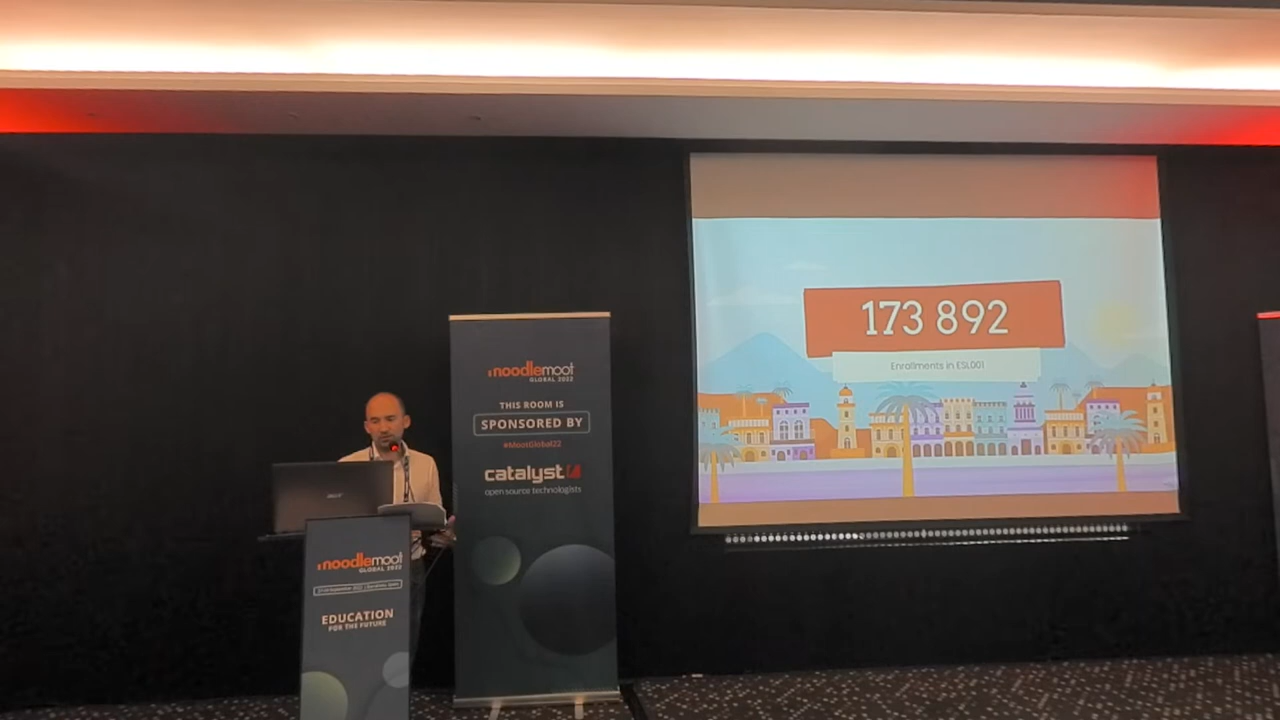 moodlemoot
GLOBAL 2022
THIS ROOM IS
SPONSORED BY
#MootGlobal22
catalyst
open source technologists
173 892
Enrollments in ESL001
acer
moodlemoot
GLOBAL 2022
EDUCATION
FOR THE FUTURE